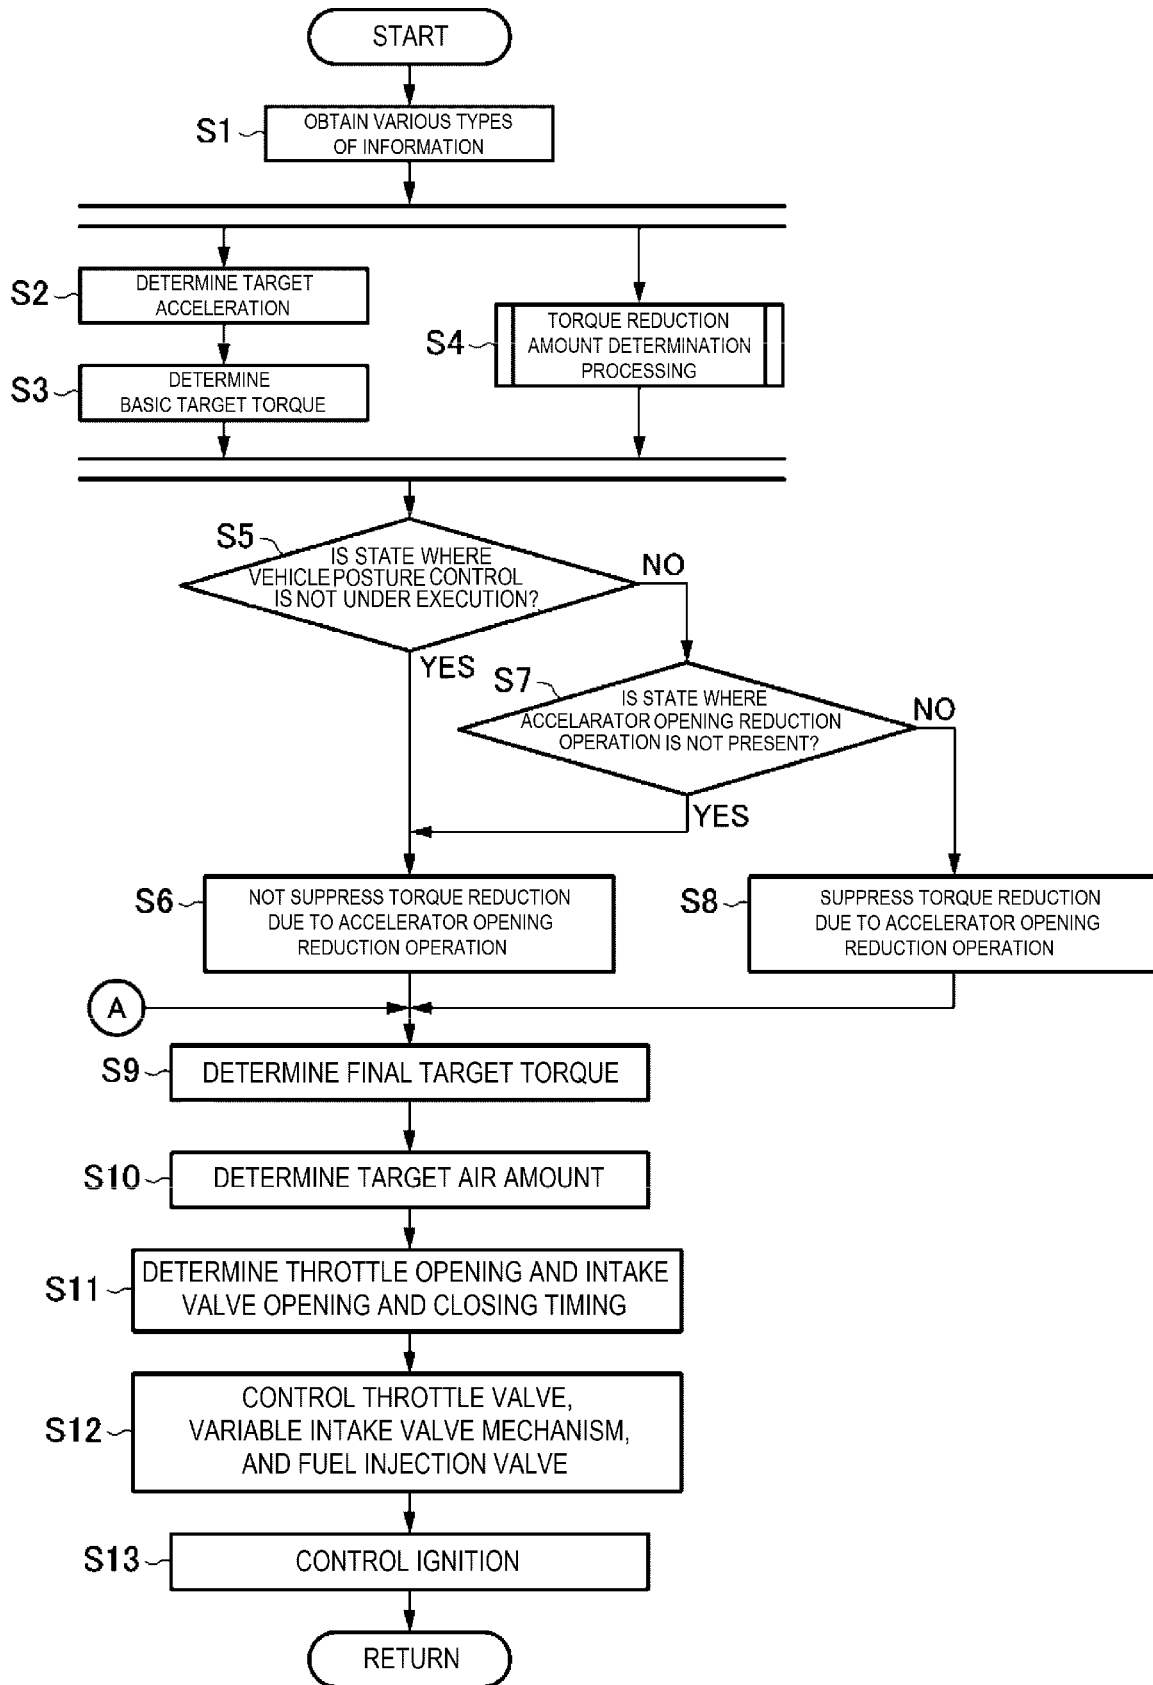 START
S1
OBTAIN VARIOUS TYPES
OF INFORMATION
S2
DETERMINE TARGET
ACCELERATION
S3
DETERMINE
BASIC TARGET TORQUE
S4
TORQUE REDUCTION
AMOUNT DETERMINATION
PROCESSING
S5
IS STATE WHERE
VEHICLE POSTURE CONTROL
IS NOT UNDER EXECUTION?
NO
YES
S7
IS STATE WHERE
ACCELARATOR OPENING REDUCTION
OPERATION IS NOT PRESENT?
NO
YES
S6
NOT SUPPRESS TORQUE REDUCTION
DUE TO ACCELERATOR OPENING
REDUCTION OPERATION
S8
SUPPRESS TORQUE REDUCTION
DUE TO ACCELERATOR OPENING
REDUCTION OPERATION
A
S9
DETERMINE FINAL TARGET TORQUE
S10
DETERMINE TARGET AIR AMOUNT
S11
DETERMINE THROTTLE OPENING AND INTAKE
VALVE OPENING AND CLOSING TIMING
S12
CONTROL THROTTLE VALVE,
VARIABLE INTAKE VALVE MECHANISM,
AND FUEL INJECTION VALVE
S13
CONTROL IGNITION
RETURN